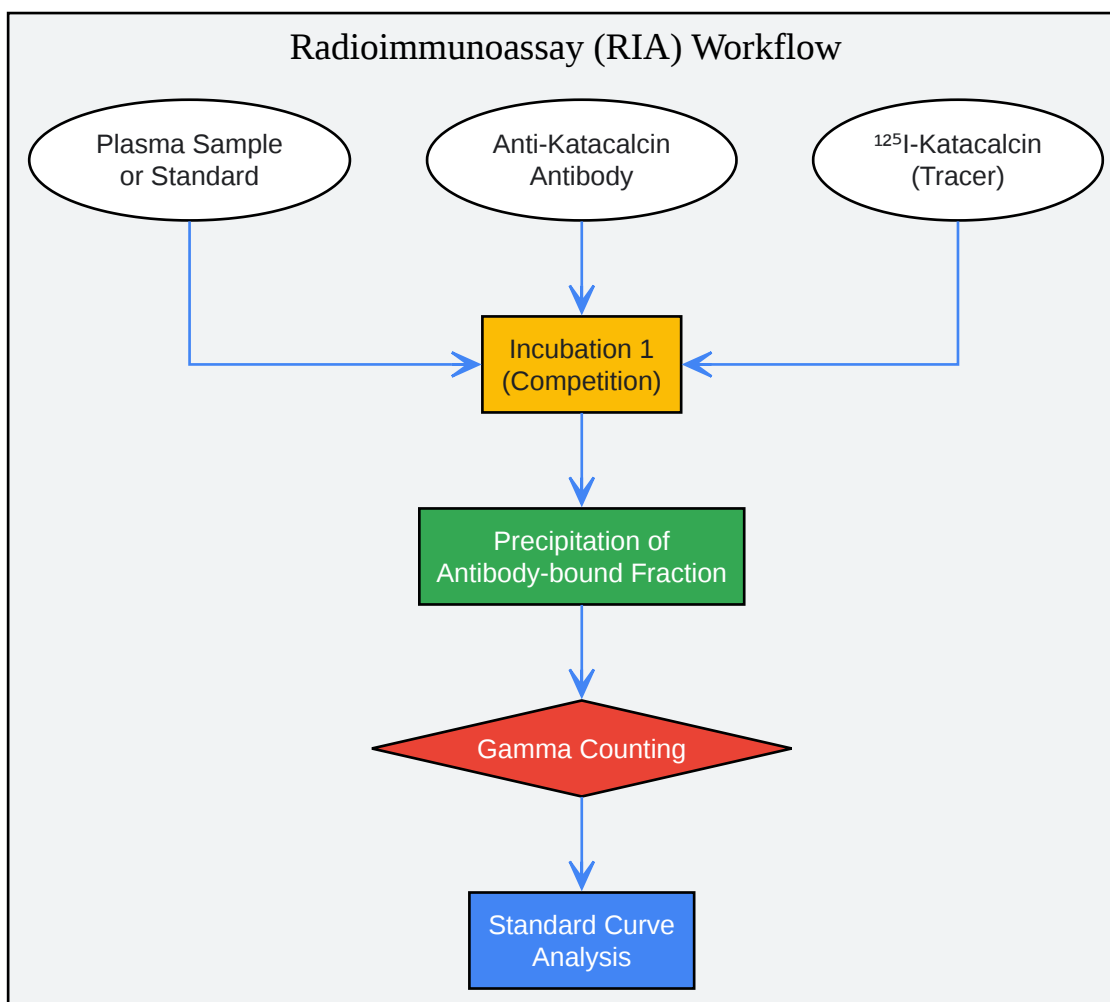 Radioimmunoassay (RIA) Workflow
Plasma Sample
or Standard
Anti-Katacalcin
Antibody
¹²⁵I-Katacalcin
(Tracer)
Incubation 1
(Competition)
Precipitation of
Antibody-bound Fraction
Gamma Counting
Standard Curve
Analysis